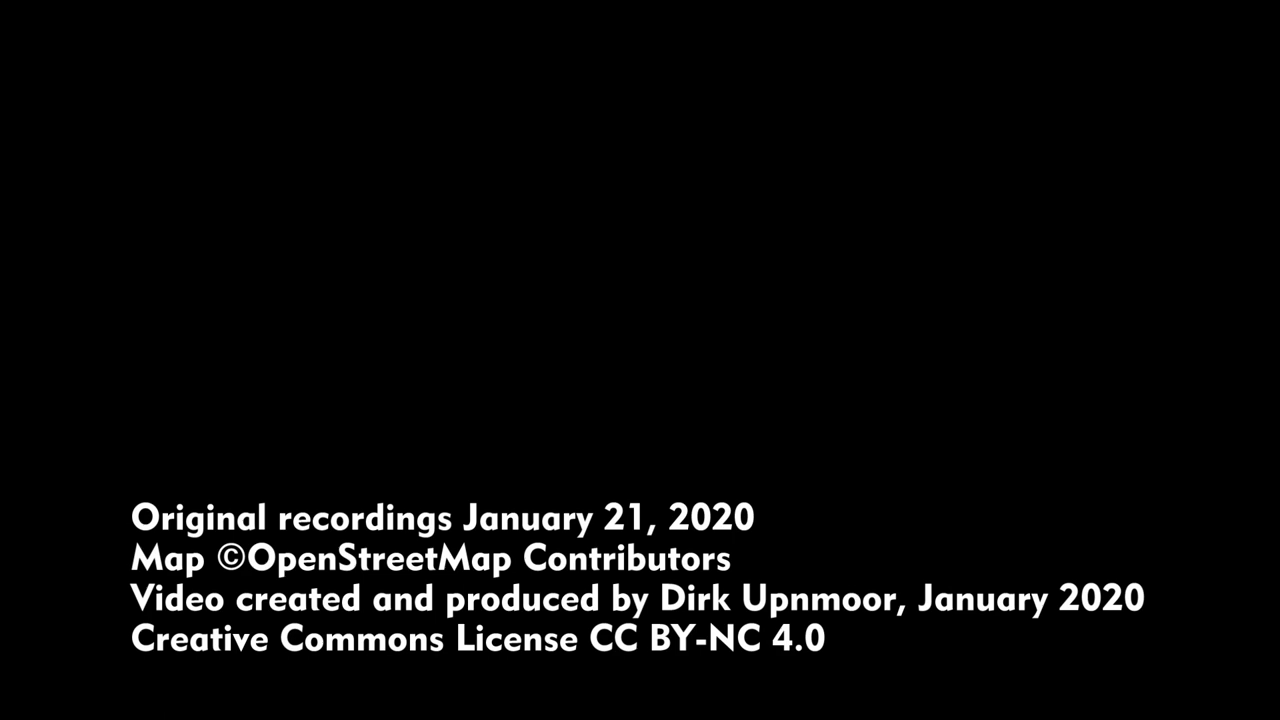 Original recordings January 21, 2020
Map ©OpenStreetMap Contributors
Video created and produced by Dirk Upnmoor, January 2020
Creative Commons License CC BY-NC 4.0